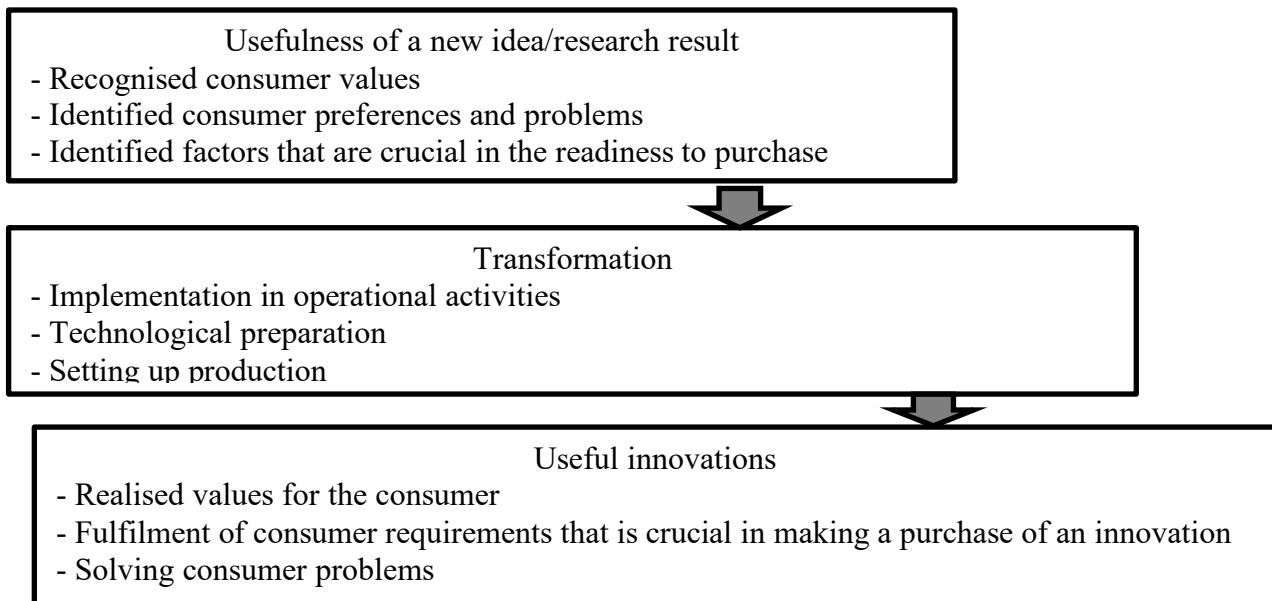 Usefulness of a new idea/research result
- Recognised consumer values
- Identified consumer preferences and problems
- Identified factors that are crucial in the readiness to purchase
Transformation
- Implementation in operational activities
- Technological preparation
- Setting up production
Useful innovations
- Realised values for the consumer
- Fulfilment of consumer requirements that is crucial in making a purchase of an innovation
- Solving consumer problems